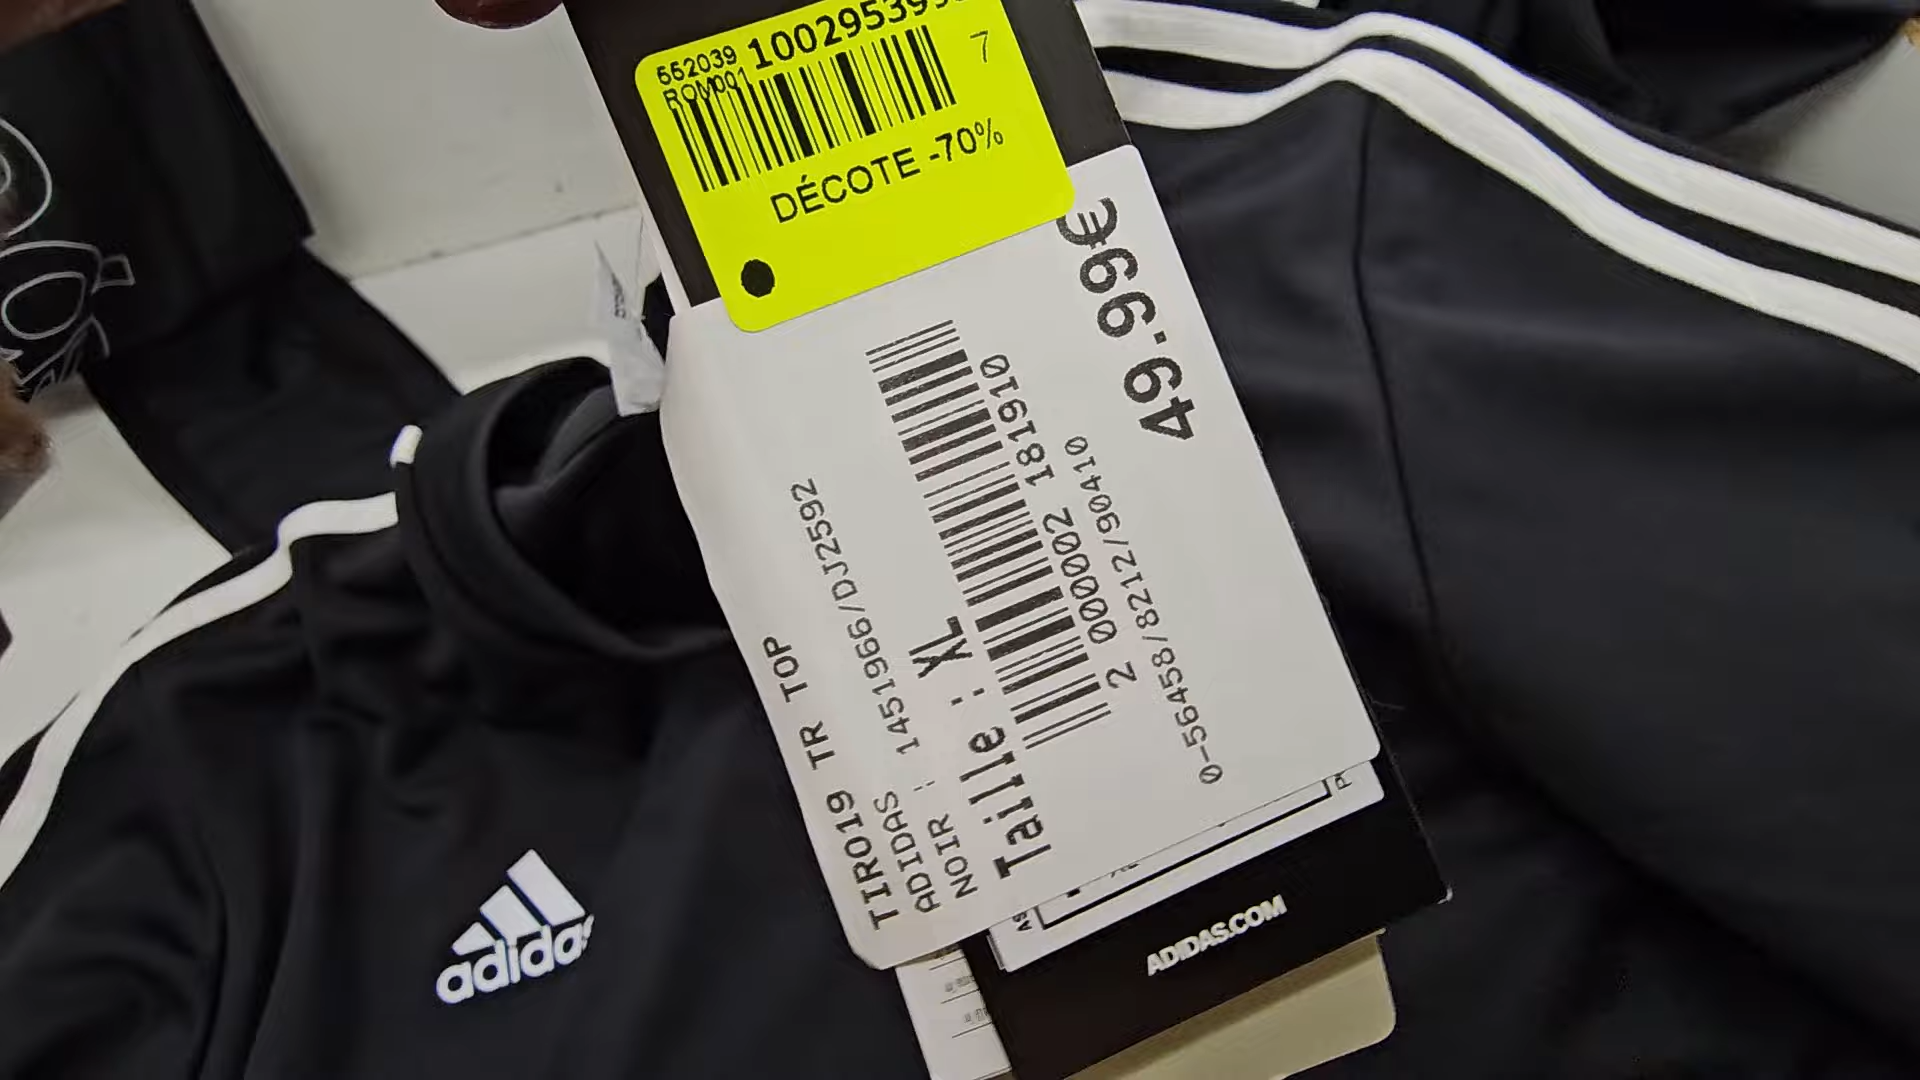 552039
ROM001
7
DÉCOTE -70%
49.99€
2 000002 181910
0-56458/8212/90410
TIRO19 TR TOP
ADIDAS
NOIR : 1451966/DJ2592
Taille : XL
ADIDAS.COM
adidas